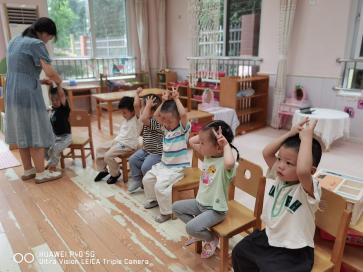 HUAWEI P40 5G
Ultra Vision LEICA Triple Camera